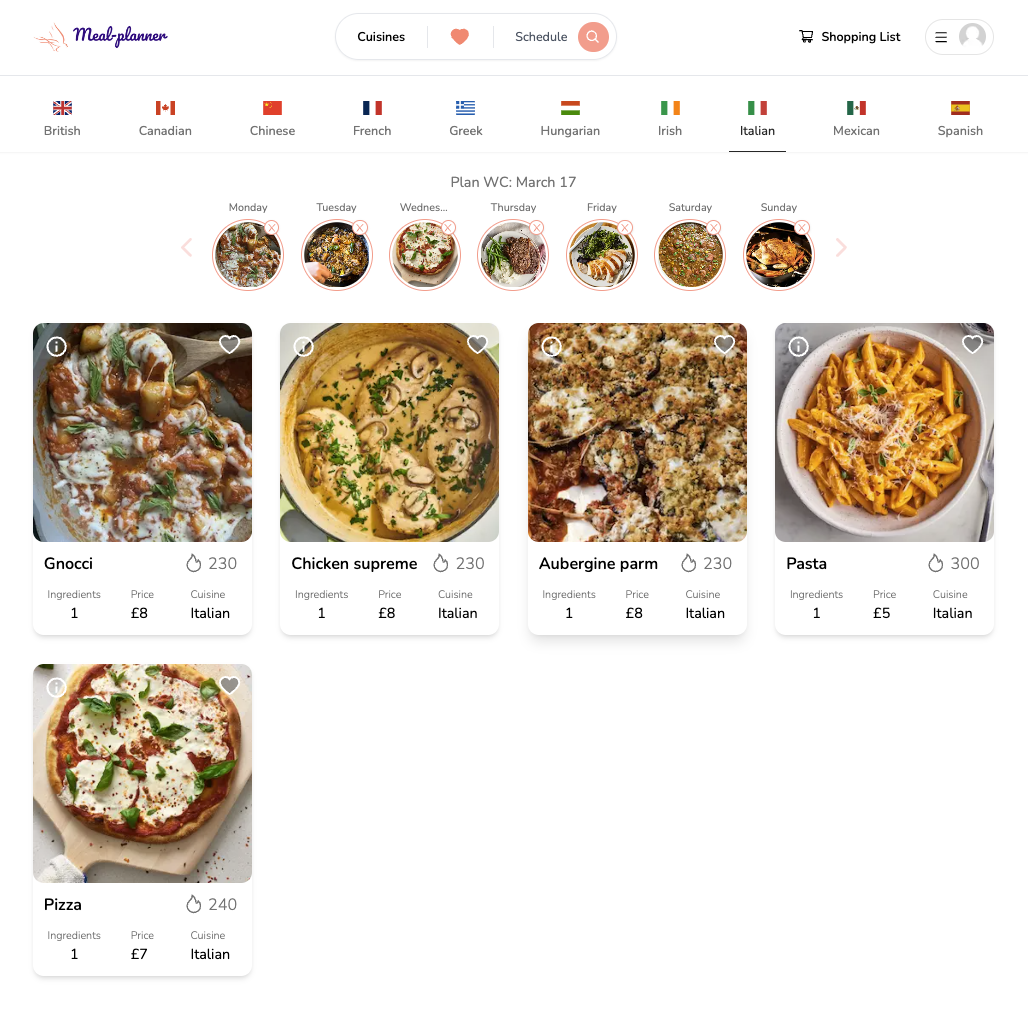 Meal-planner
Cuisines Schedule Shopping List
British Canadian Chinese French Greek Hungarian Irish Italian Mexican Spanish
Plan WC: March 17
Monday Tuesday Wednes... Thursday Friday Saturday Sunday
Gnocci 230
Ingredients Price Cuisine
1 £8 Italian
Chicken supreme 230
Ingredients Price Cuisine
1 £8 Italian
Aubergine parm 230
Ingredients Price Cuisine
1 £8 Italian
Pasta 300
Ingredients Price Cuisine
1 £5 Italian
Pizza 240
Ingredients Price Cuisine
1 £7 Italian